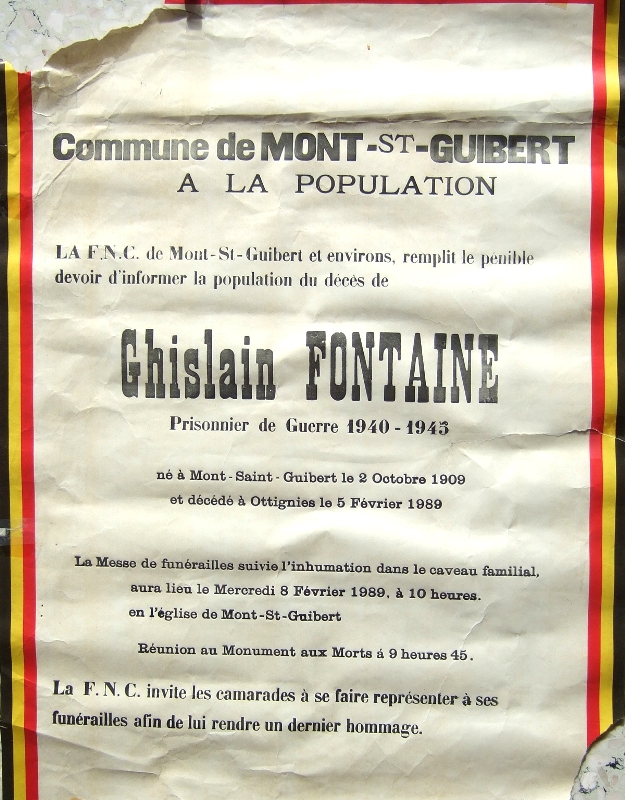 Commune de MONT-ST-GUIBERT
A LA POPULATION
LA F.N.C. de Mont-St-Guibert et environs, remplit le pénible
devoir d'informer la population du décès de
Ghislain FONTAINE
Prisonnier de Guerre 1940-1945
né à Mont-Saint-Guibert le 2 Octobre 1909
et décédé à Ottignies le 5 Février 1989
La Messe de funérailles suivie l'inhumation dans le caveau familial,
aura lieu le Mercredi 8 Février 1989, à 10 heures.
en l'église de Mont-St-Guibert
Réunion au Monument aux Morts á 9 heures 45.
La F.N.C. invite les camarades à se faire représenter à ses
funérailles afin de lui rendre un dernier hommage.